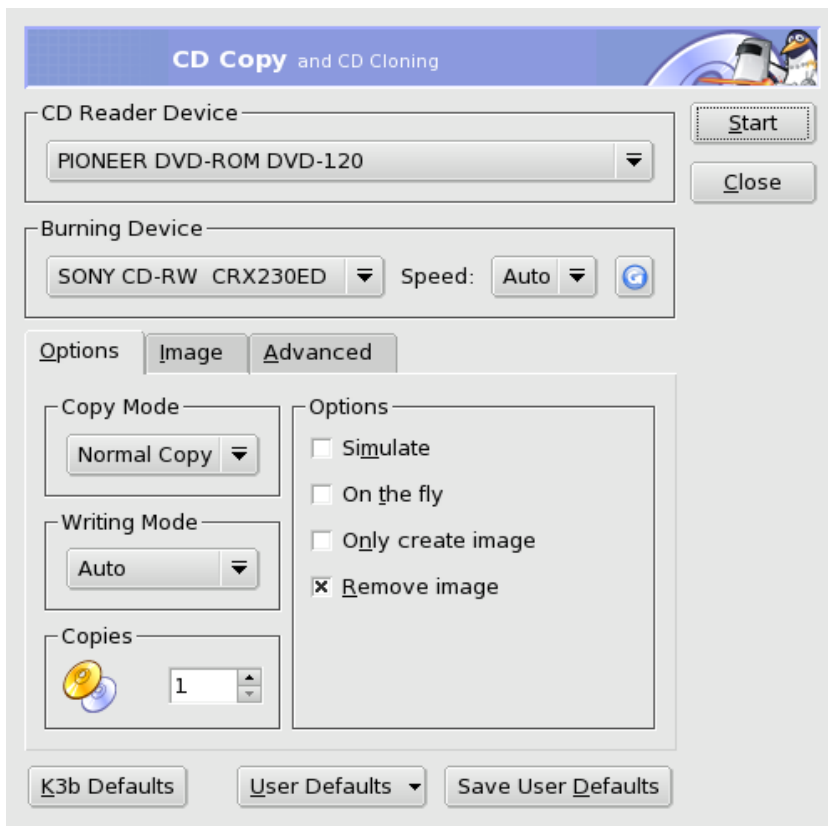 CD Copy and CD Cloning
CD Reader Device
PIONEER DVD-ROM DVD-120
Start
Close
Burning Device
SONY CD-RW CRX230ED
Speed:
Auto
Options
Image
Advanced
Copy Mode
Normal Copy
Writing Mode
Auto
Copies
1
Options
Simulate
On the fly
Only create image
Remove image
K3b Defaults
User Defaults
Save User Defaults